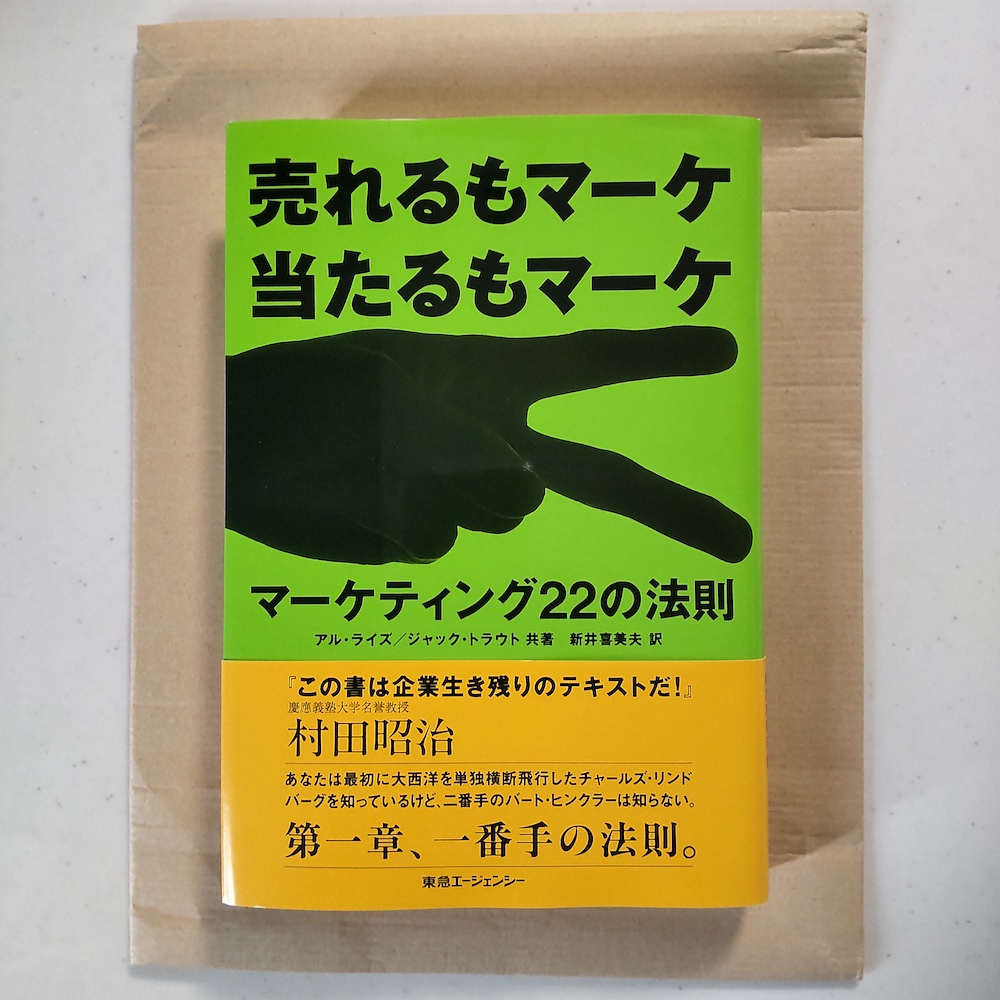 売れるもマーケ
当たるもマーケ
マーケティング22の法則
アル・ライズ／ジャック・トラウト 共著　新井喜美夫 訳
『この書は企業生き残りのテキストだ！』
慶應義塾大学名誉教授
村田昭治
あなたは最初に大西洋を単独横断飛行したチャールズ・リンド
バーグを知っているけど、二番手のバート・ヒンクラーは知らない。
第一章、一番手の法則。
東急エージェンシー